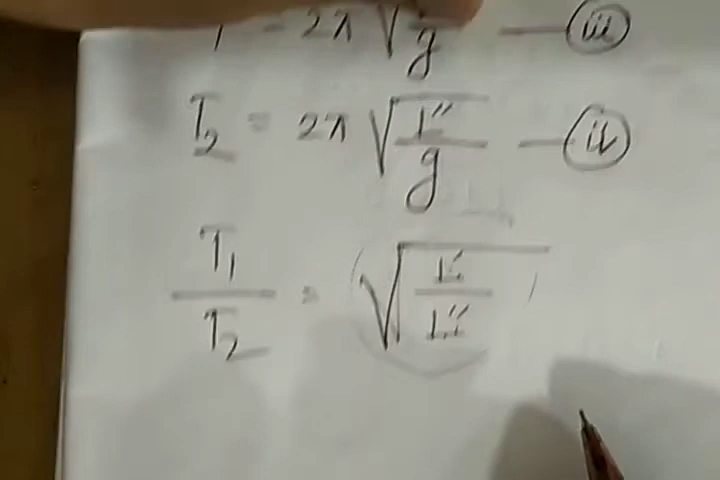 T = 2π √(L'/g) — (iii)
T₂ = 2π √(L''/g) — (iv)
T₁/T₂ = (√(L'/L''))